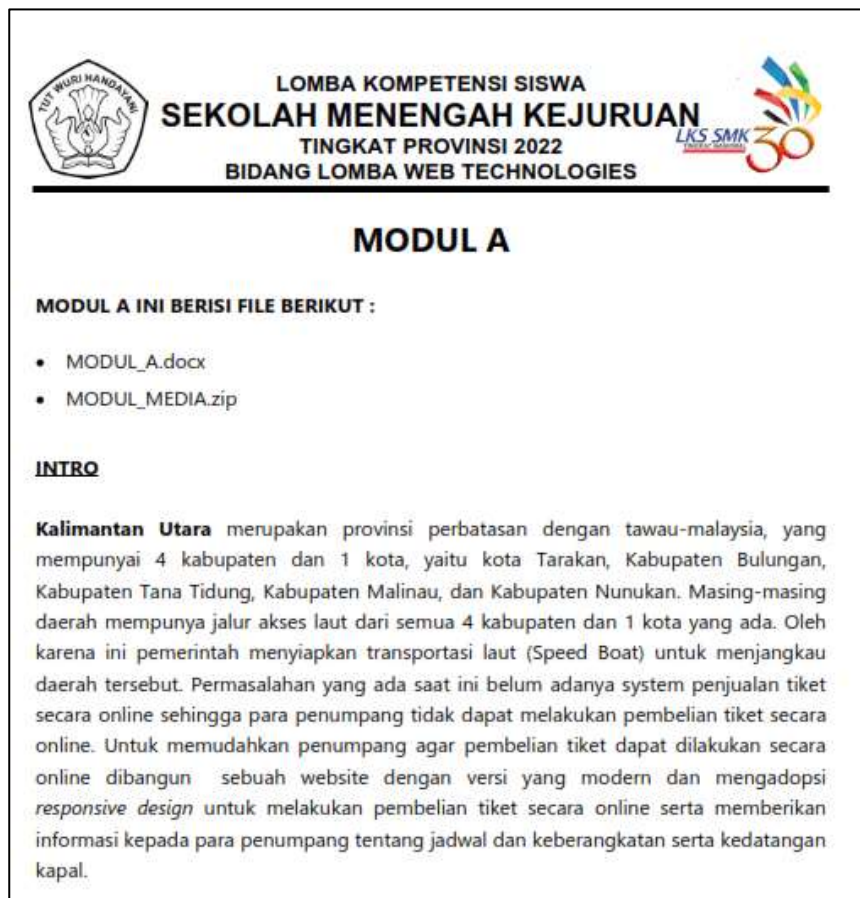 TUT WURI HANDAYANI
LOMBA KOMPETENSI SISWA
SEKOLAH MENENGAH KEJURUAN
TINGKAT PROVINSI 2022
BIDANG LOMBA WEB TECHNOLOGIES
LKS SMK 30
MODUL A
MODUL A INI BERISI FILE BERIKUT :
• MODUL_A.docx
• MODUL_MEDIA.zip
INTRO
Kalimantan Utara merupakan provinsi perbatasan dengan tawau-malaysia, yang
mempunyai 4 kabupaten dan 1 kota, yaitu kota Tarakan, Kabupaten Bulungan,
Kabupaten Tana Tidung, Kabupaten Malinau, dan Kabupaten Nunukan. Masing-masing
daerah mempunya jalur akses laut dari semua 4 kabupaten dan 1 kota yang ada. Oleh
karena ini pemerintah menyiapkan transportasi laut (Speed Boat) untuk menjangkau
daerah tersebut. Permasalahan yang ada saat ini belum adanya system penjualan tiket
secara online sehingga para penumpang tidak dapat melakukan pembelian tiket secara
online. Untuk memudahkan penumpang agar pembelian tiket dapat dilakukan secara
online dibangun sebuah website dengan versi yang modern dan mengadopsi
responsive design untuk melakukan pembelian tiket secara online serta memberikan
informasi kepada para penumpang tentang jadwal dan keberangkatan serta kedatangan
kapal.